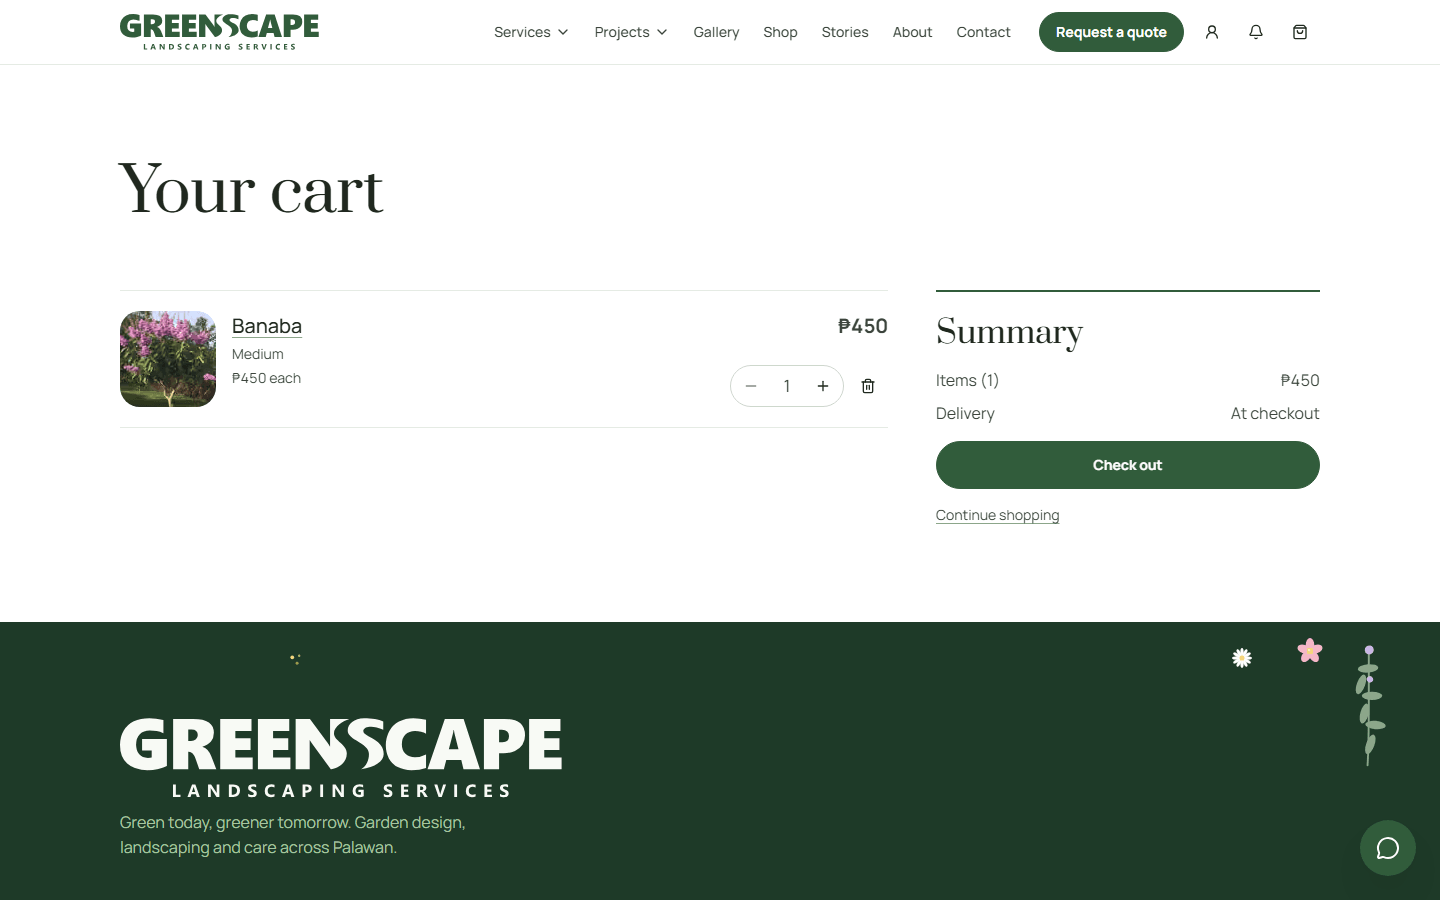 GREENSCAPE
LANDSCAPING SERVICES
Services
Projects
Gallery
Shop
Stories
About
Contact
Request a quote
Your cart
Banaba
₱450
Medium
₱450 each
1
Summary
Items (1)
₱450
Delivery
At checkout
Check out
Continue shopping
GREENSCAPE
LANDSCAPING SERVICES
Green today, greener tomorrow. Garden design,
landscaping and care across Palawan.